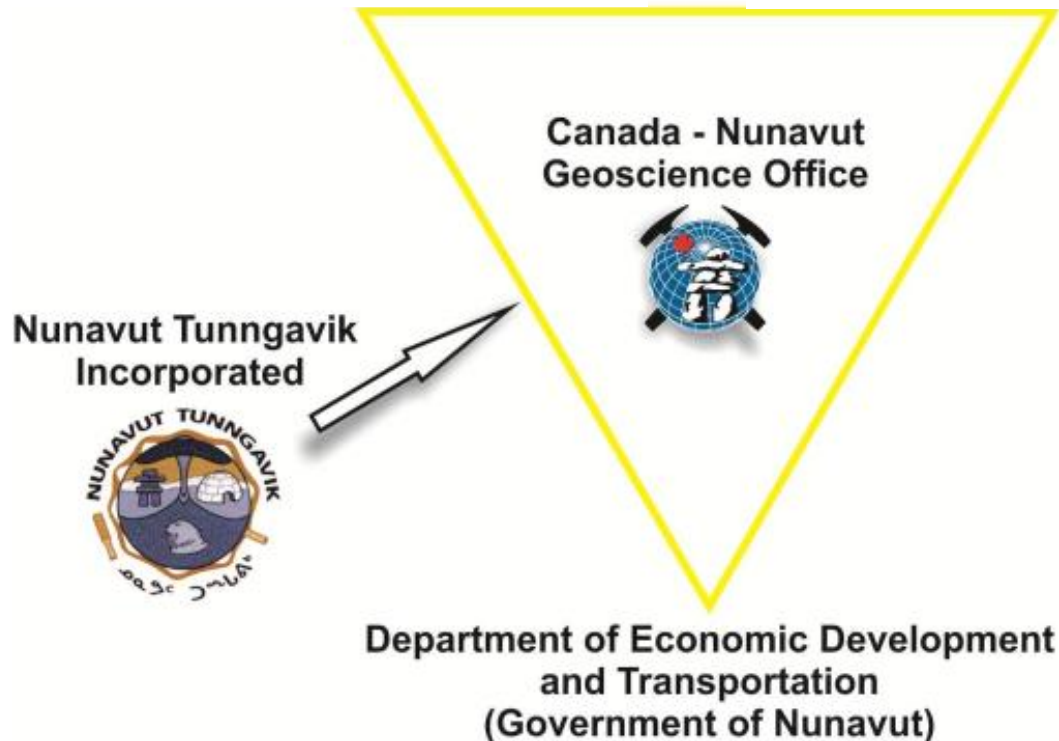 Canada - Nunavut
Geoscience Office
Nunavut Tunngavik
Incorporated
NUNAVUT TUNNGAVIK
Department of Economic Development
and Transportation
(Government of Nunavut)